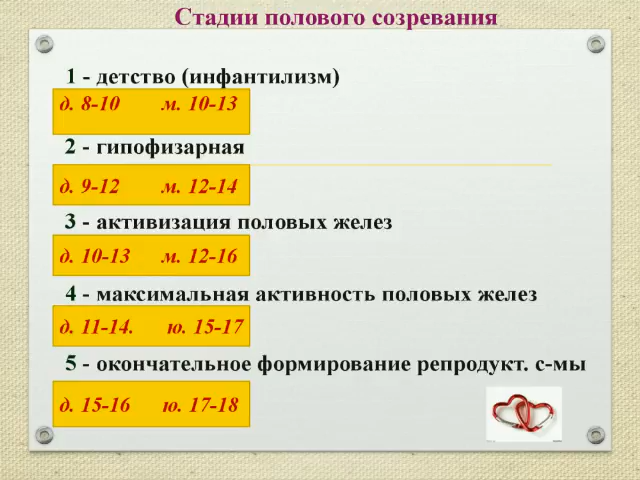 Стадии полового созревания
1 - детство (инфантилизм)
д. 8-10 м. 10-13
2 - гипофизарная
д. 9-12 м. 12-14
3 - активизация половых желез
д. 10-13 м. 12-16
4 - максимальная активность половых желез
д. 11-14. ю. 15-17
5 - окончательное формирование репродукт. с-мы
д. 15-16 ю. 17-18